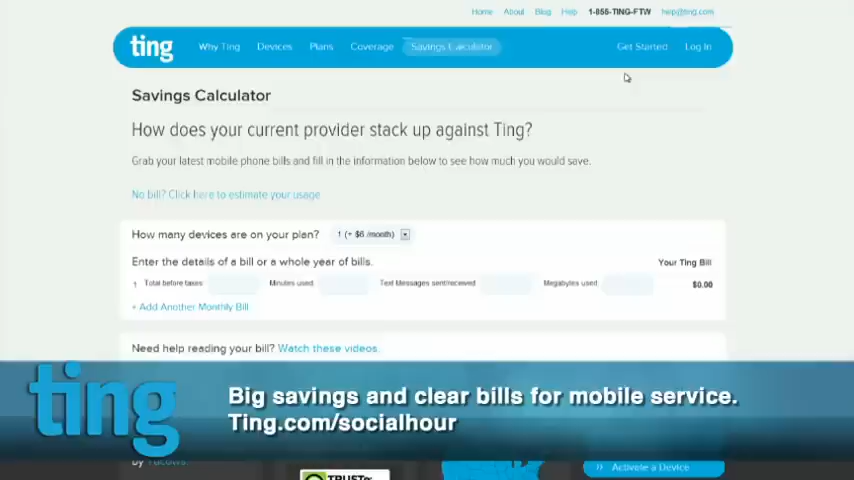 Home About Blog Help 1-855-TING-FTW help@ting.com
ting Why Ting Devices Plans Coverage Savings Calculator Get Started Log In
Savings Calculator
How does your current provider stack up against Ting?
Grab your latest mobile phone bills and fill in the information below to see how much you would save.
No bill? Click here to estimate your usage
How many devices are on your plan? 1 (+ $6 /month)
Enter the details of a bill or a whole year of bills. Your Ting Bill
1 Total before taxes: Minutes used: Text Messages sent/received: Megabytes used: $0.00
+ Add Another Monthly Bill
Need help reading your bill? Watch these videos.
ting
Big savings and clear bills for mobile service.
Ting.com/socialhour
by Tucows.
TRUSTe
›› Activate a Device